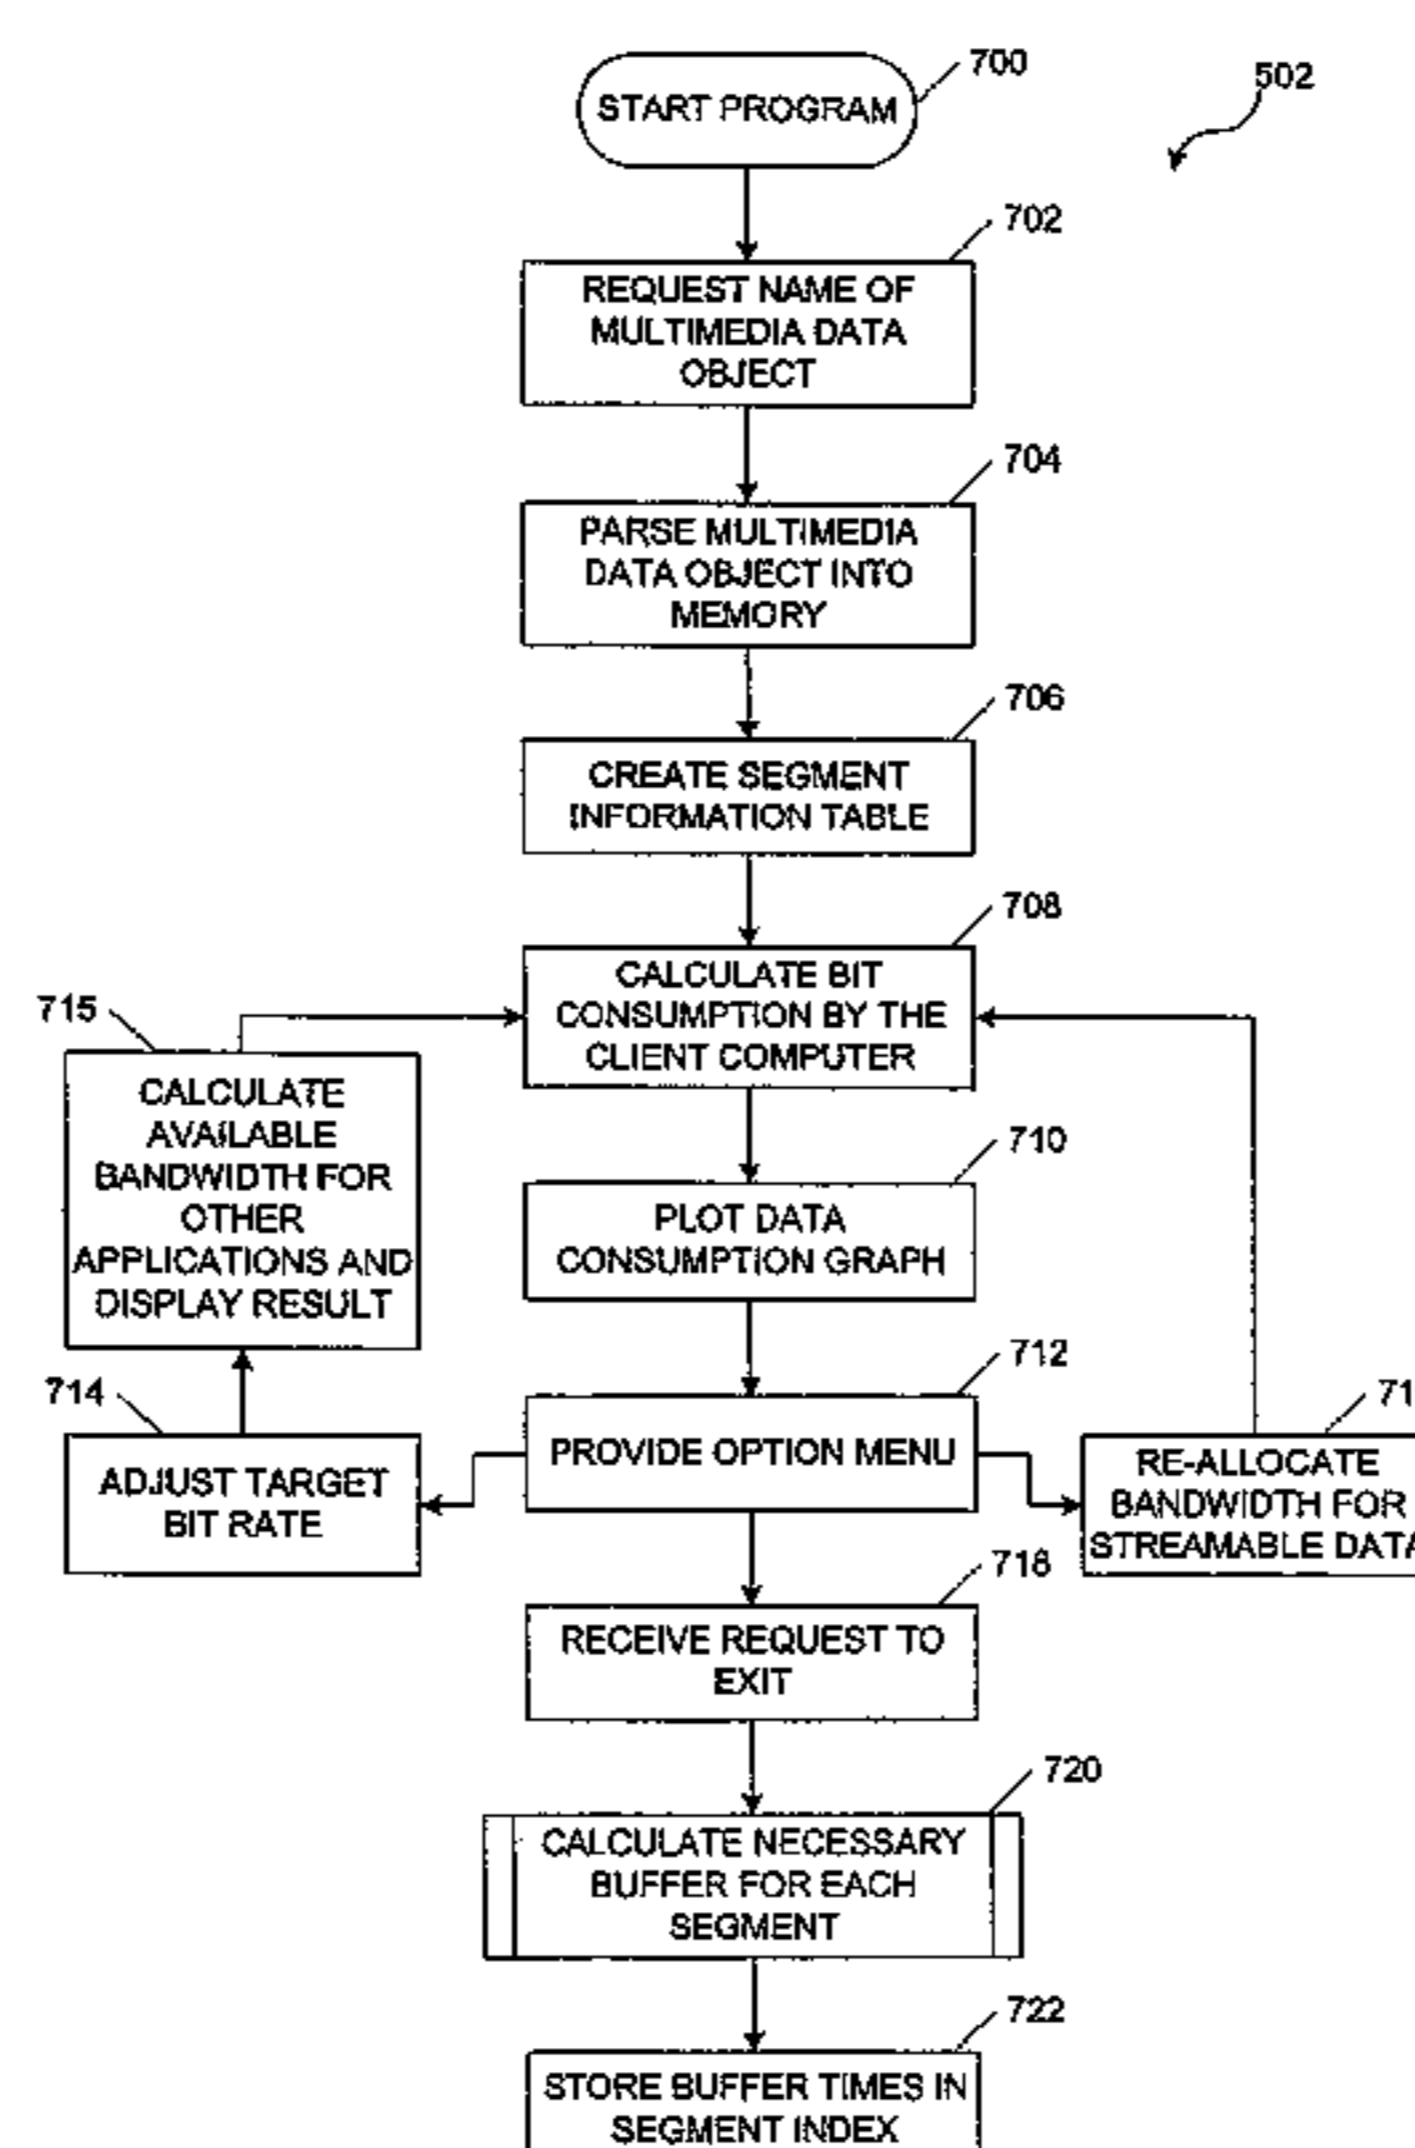 700
502
START PROGRAM
702
REQUEST NAME OF
MULTIMEDIA DATA
OBJECT
704
PARSE MULTIMEDIA
DATA OBJECT INTO
MEMORY
706
CREATE SEGMENT
INFORMATION TABLE
708
CALCULATE BIT
CONSUMPTION BY THE
CLIENT COMPUTER
715
CALCULATE
AVAILABLE
BANDWIDTH FOR
OTHER
APPLICATIONS AND
DISPLAY RESULT
710
PLOT DATA
CONSUMPTION GRAPH
712
PROVIDE OPTION MENU
714
ADJUST TARGET
BIT RATE
71
RE-ALLOCATE
BANDWIDTH FOR
STREAMABLE DATA
718
RECEIVE REQUEST TO
EXIT
720
CALCULATE NECESSARY
BUFFER FOR EACH
SEGMENT
722
STORE BUFFER TIMES IN
SEGMENT INDEX